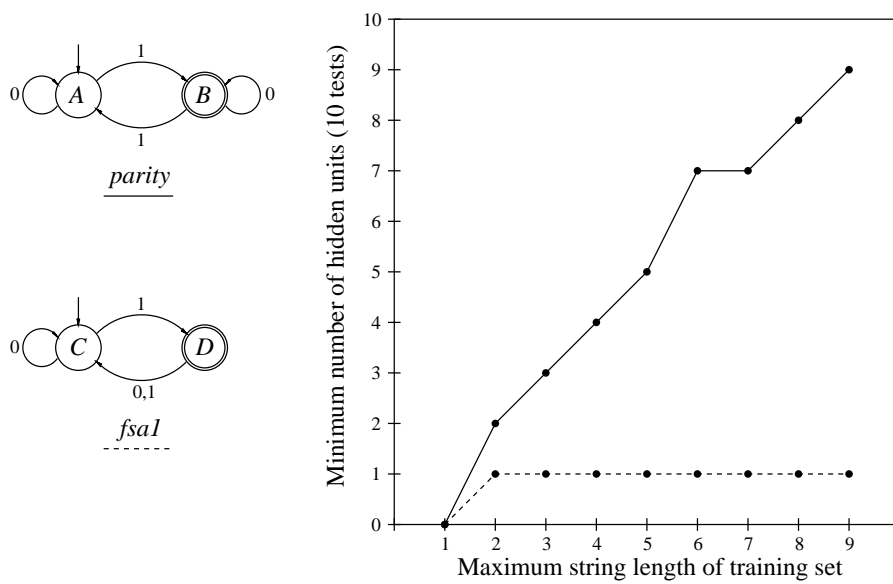 1
0
A
B
0
1
parity
1
0
C
D
0,1
fsa1
Minimum number of hidden units (10 tests)
10
9
8
7
6
5
4
3
2
1
0
1 2 3 4 5 6 7 8 9
Maximum string length of training set